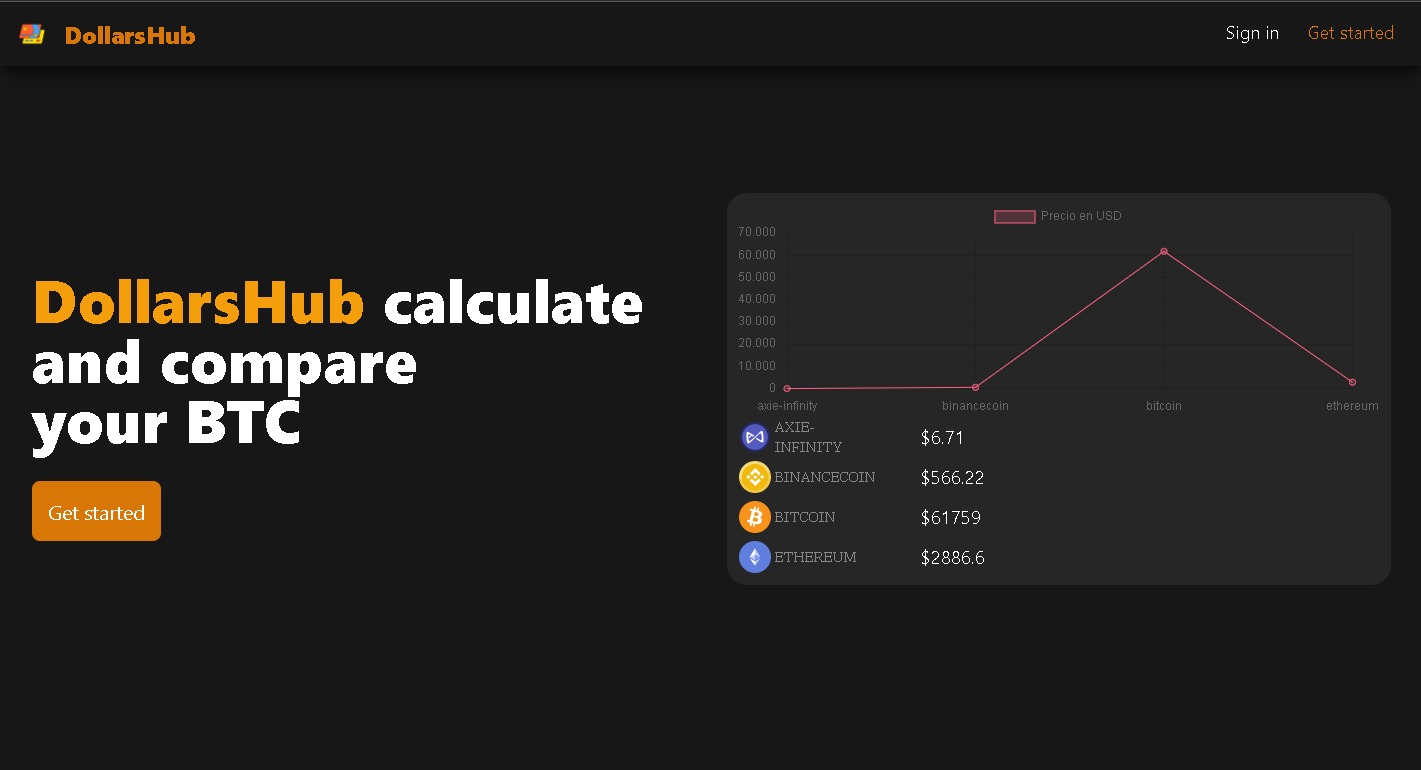 DollarsHub
Sign in
Get started
DollarsHub calculate
and compare
your BTC
Get started
Precio en USD
70.000
60.000
50.000
40.000
30.000
20.000
10.000
0
axie-infinity
binancecoin
bitcoin
ethereum
AXIE-
INFINITY
$6.71
BINANCECOIN
$566.22
BITCOIN
$61759
ETHEREUM
$2886.6